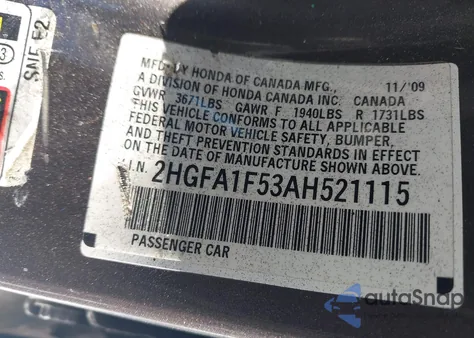 MFD. BY HONDA OF CANADA MFG., 11/'09
A DIVISION OF HONDA CANADA INC. CANADA
GVWR 3671LBS GAWR F 1940LBS R 1731LBS
THIS VEHICLE CONFORMS TO ALL APPLICABLE
FEDERAL MOTOR VEHICLE SAFETY, BUMPER,
AND THEFT PREVENTION STANDARDS IN EFFECT
ON THE DATE OF MANUFACTURE SHOWN ABOVE.
I.N. 2HGFA1F53AH521115
PASSENGER CAR
autoSnap